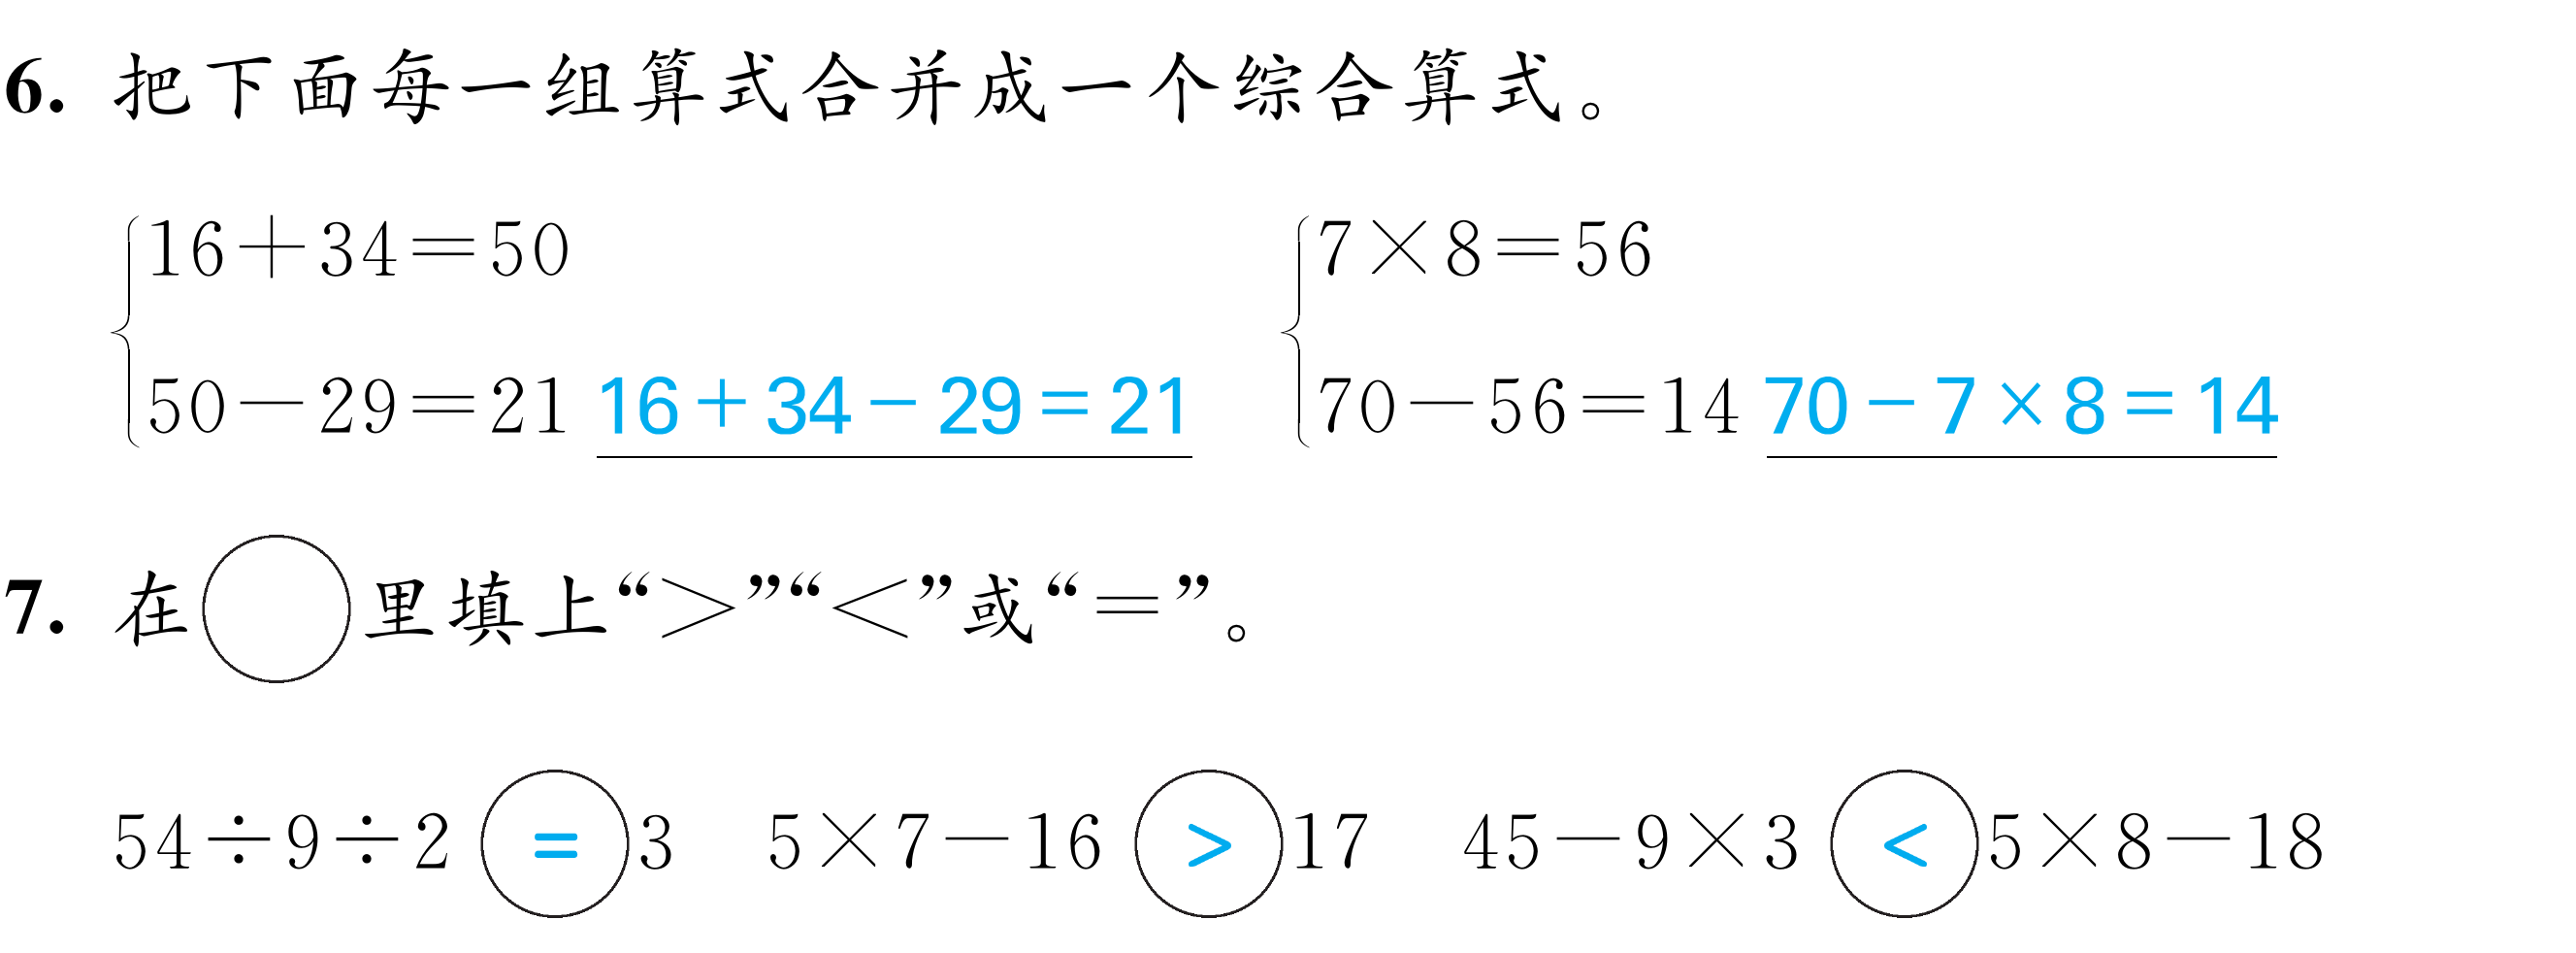 6. 把下面每一组算式合并成一个综合算式。
16+34=50 7×8=56
50-29=21 16+34-29=21 70-56=14 70-7×8=14
7. 在○里填上“>”“<”或“=”。
54÷9÷2 = 3 5×7-16 > 17 45-9×3 < 5×8-18